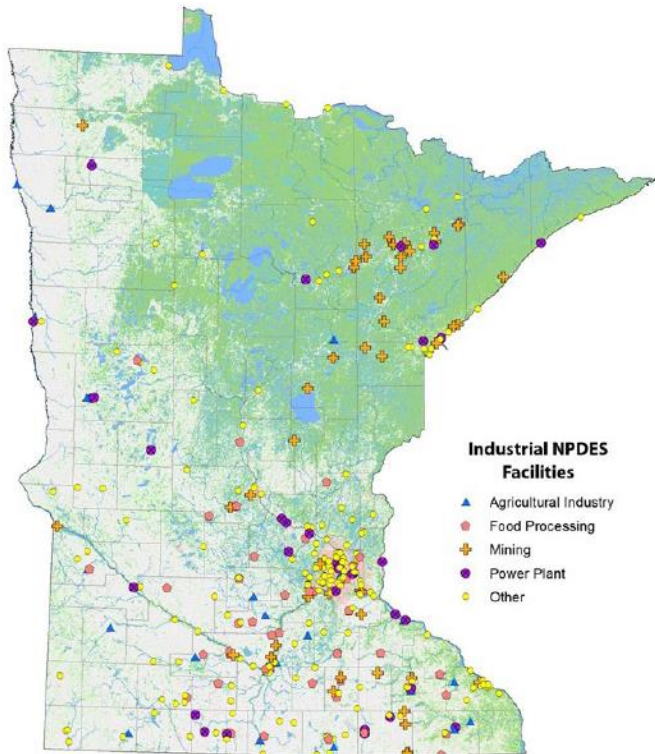 Industrial NPDES
Facilities
Agricultural Industry
Food Processing
Mining
Power Plant
Other